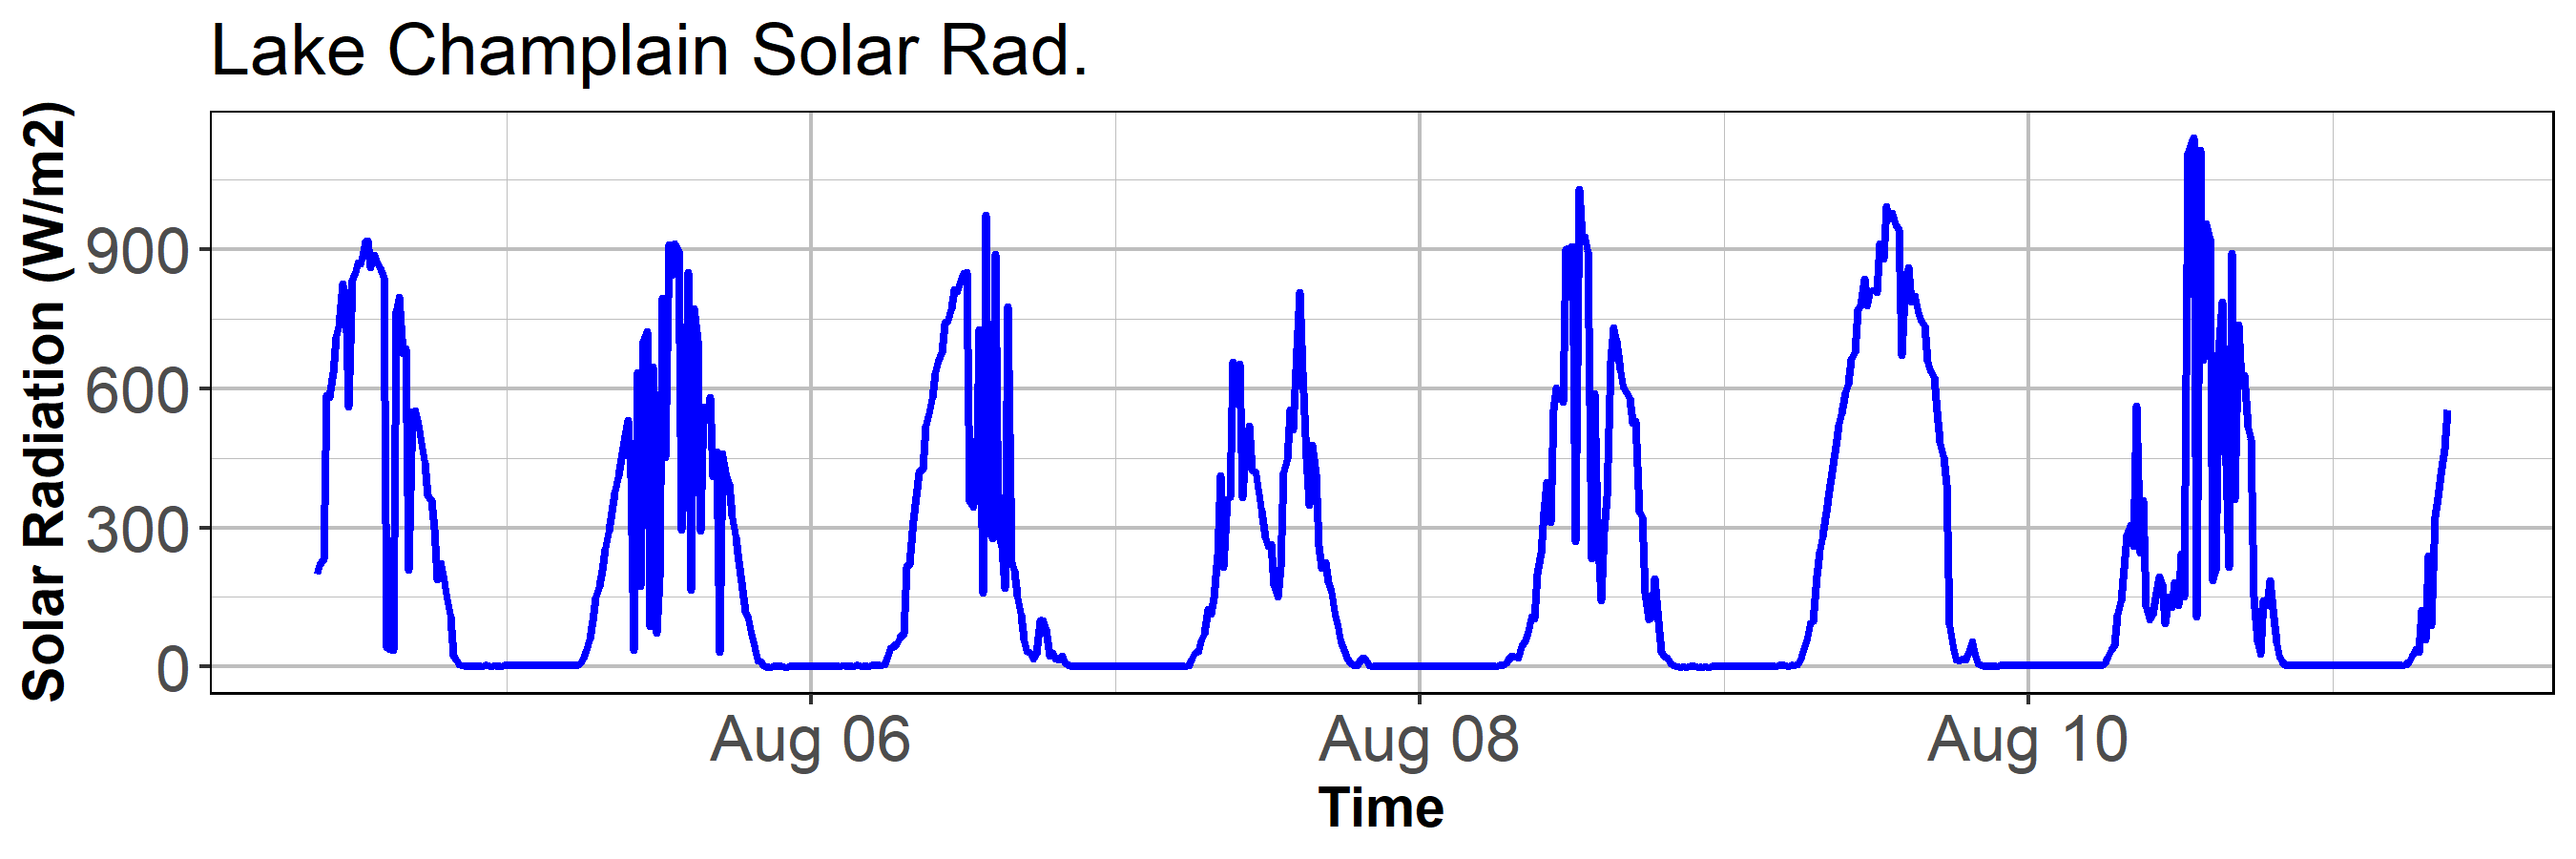 Lake Champlain Solar Rad.
Solar Radiation (W/m2)
900
600
300
0
Aug 06 Aug 08 Aug 10
Time